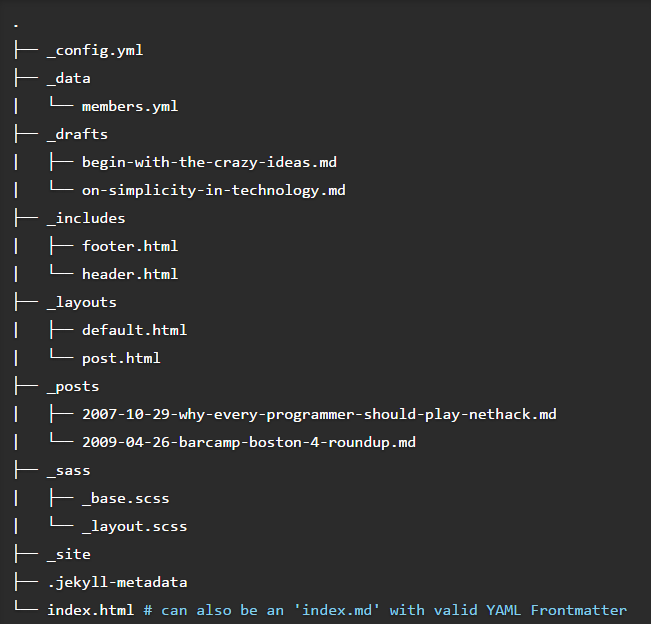 .
├── _config.yml
├── _data
|   └── members.yml
├── _drafts
|   ├── begin-with-the-crazy-ideas.md
|   └── on-simplicity-in-technology.md
├── _includes
|   ├── footer.html
|   └── header.html
├── _layouts
|   ├── default.html
|   └── post.html
├── _posts
|   ├── 2007-10-29-why-every-programmer-should-play-nethack.md
|   └── 2009-04-26-barcamp-boston-4-roundup.md
├── _sass
|   ├── _base.scss
|   └── _layout.scss
├── _site
├── .jekyll-metadata
└── index.html # can also be an 'index.md' with valid YAML Frontmatter